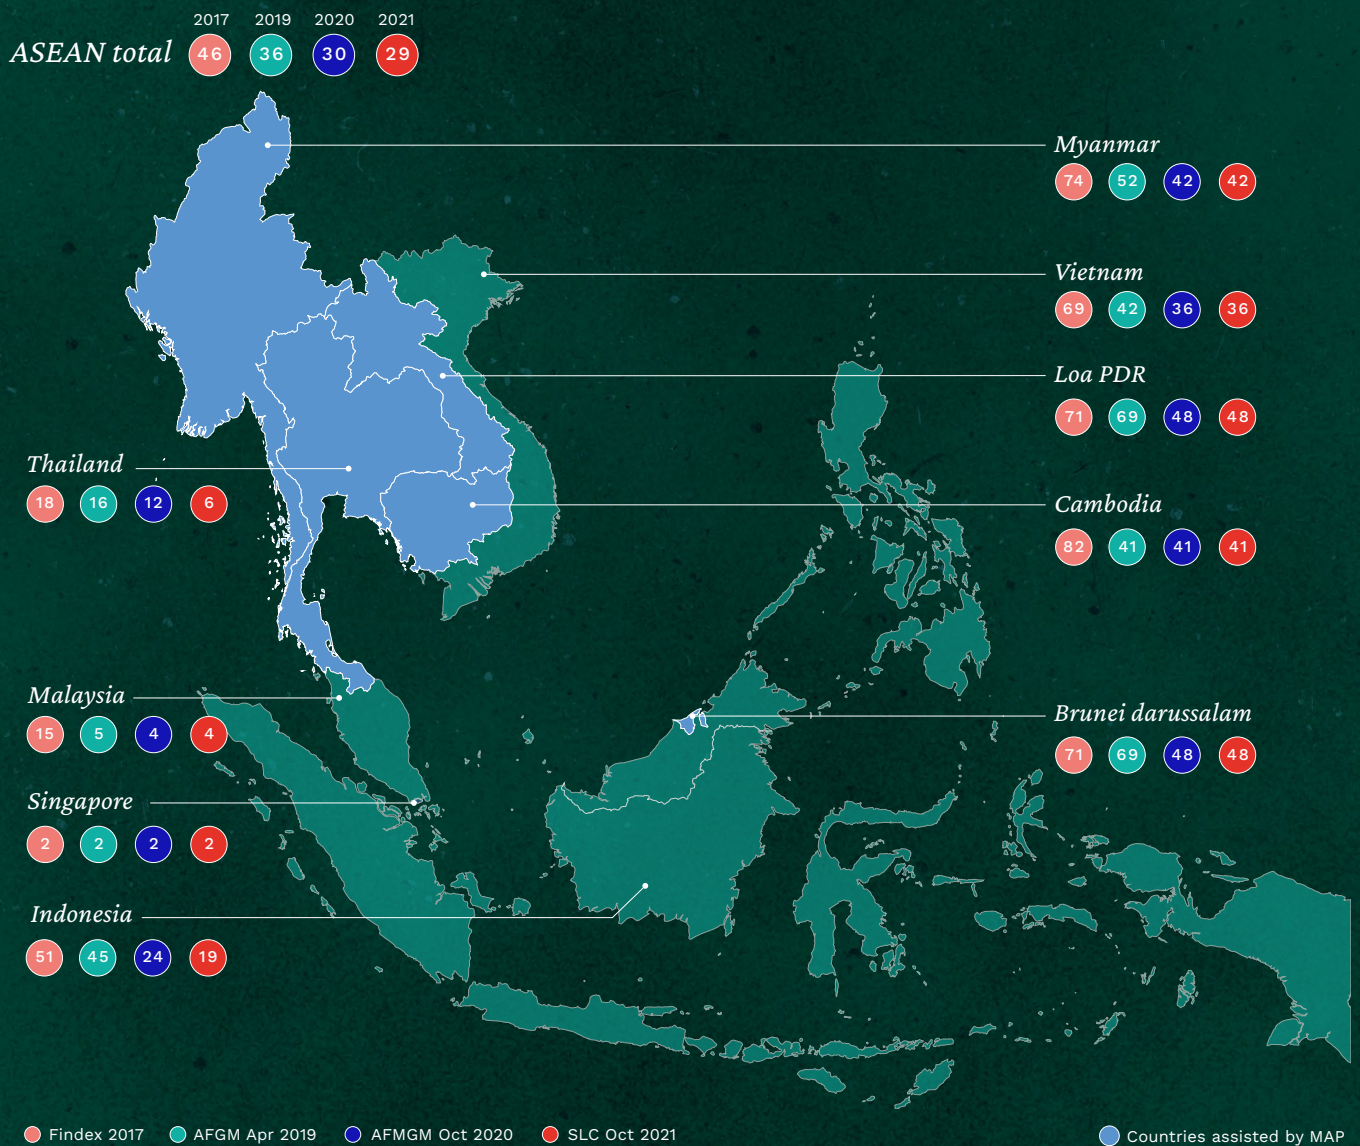 2017 2019 2020 2021
ASEAN total 46 36 30 29
Myanmar
74 52 42 42
Vietnam
69 42 36 36
Loa PDR
71 69 48 48
Thailand
18 16 12 6
Cambodia
82 41 41 41
Malaysia
15 5 4 4
Brunei darussalam
71 69 48 48
Singapore
2 2 2 2
Indonesia
51 45 24 19
Findex 2017 AFGM Apr 2019 AFMGM Oct 2020 SLC Oct 2021 Countries assisted by MAP